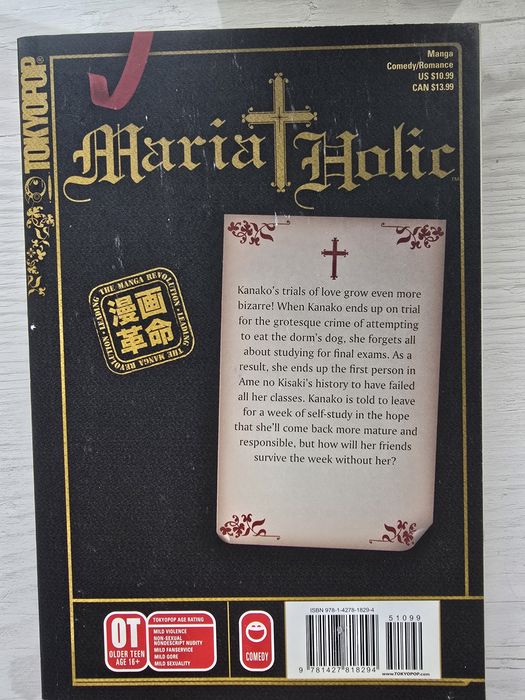 TOKYOPOP®
Manga
Comedy/Romance
US $10.99
CAN $13.99
Maria Holic™
THE MANGA REVOLUTION · LEADING THE MANGA REVOLUTION · LEADING
漫画
革命
Kanako's trials of love grow even more
bizarre! When Kanako ends up on trial
for the grotesque crime of attempting
to eat the dorm's dog, she forgets all
about studying for final exams. As a
result, she ends up the first person in
Ame no Kisaki's history to have failed
all her classes. Kanako is told to leave
for a week of self-study in the hope
that she'll come back more mature and
responsible, but how will her friends
survive the week without her?
OT
OLDER TEEN
AGE 16+
TOKYOPOP AGE RATING
MILD VIOLENCE
NON-SEXUAL
NONDESCRIPT NUDITY
MILD FANSERVICE
MILD GORE
MILD SEXUALITY
COMEDY
ISBN 978-1-4278-1829-4
51099
9 781427 818294
www.TOKYOPOP.com